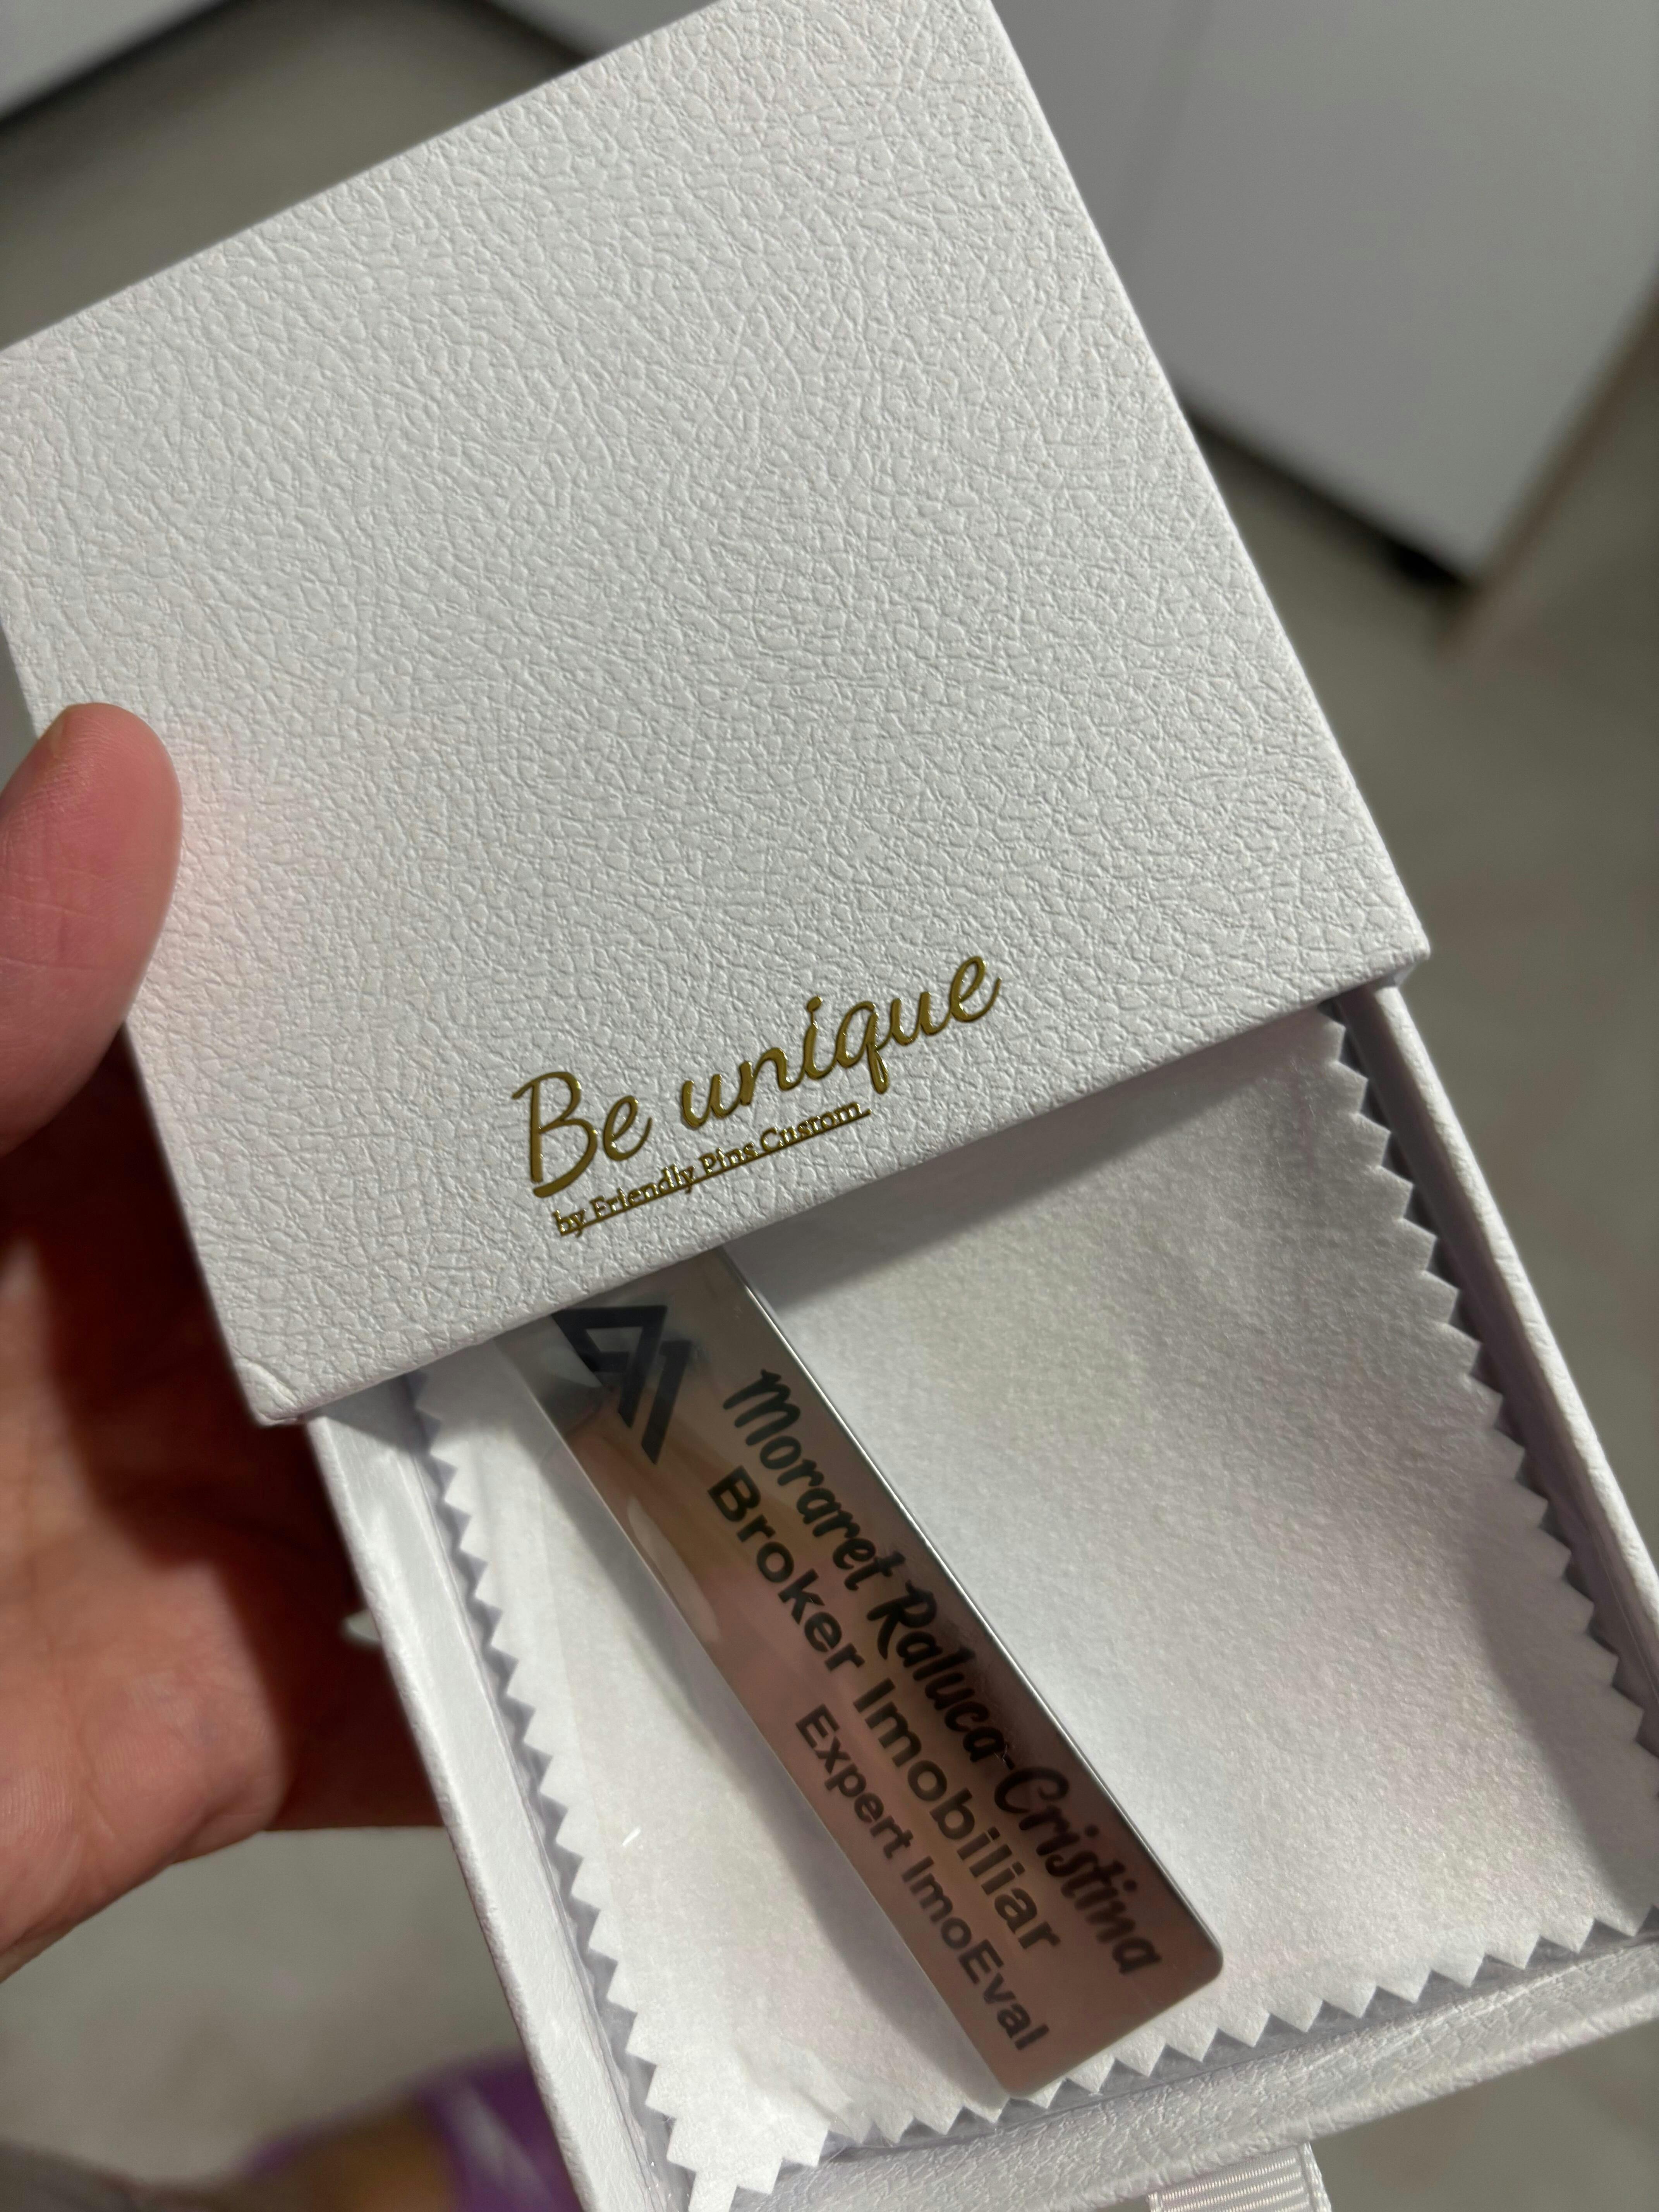 Be unique
by Friendly Pins Custom
Moraret Raluca-Cristina
Broker Imobiliar
Expert ImoEval